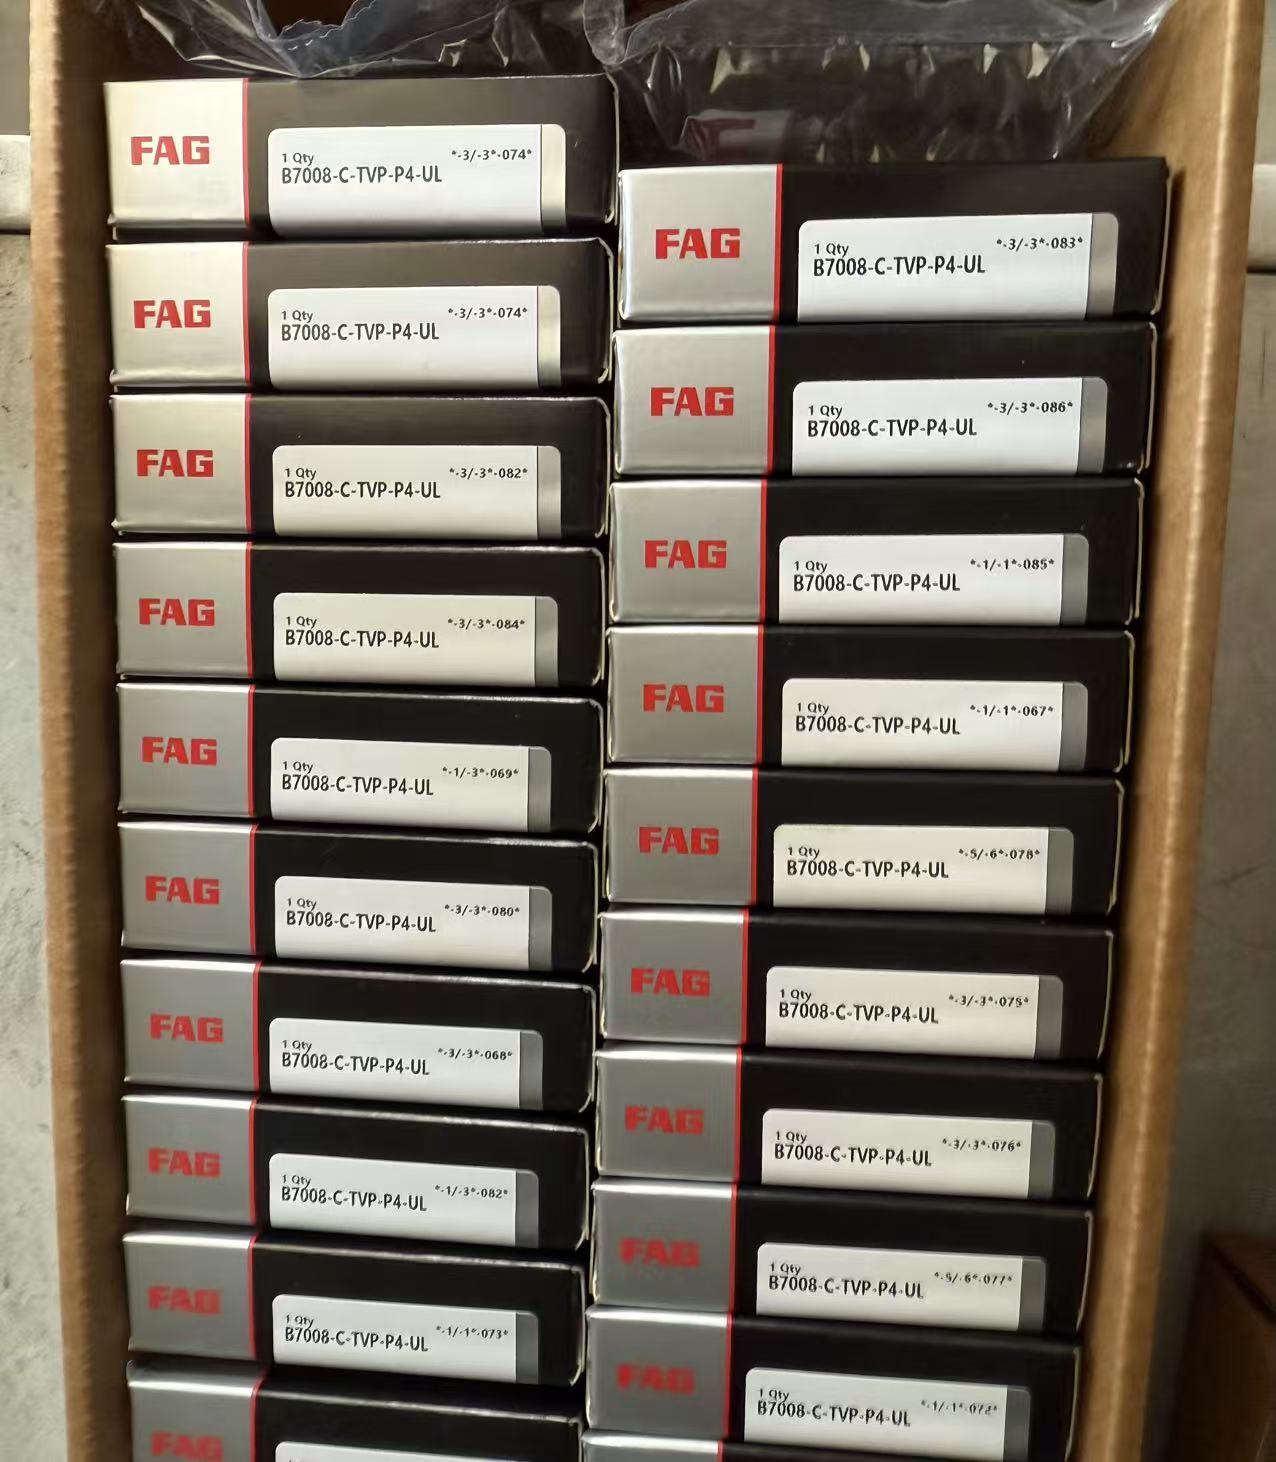 FAG
1 Qty *-3/-3*-074*
B7008-C-TVP-P4-UL
FAG
1 Qty *-3/-3*-074*
B7008-C-TVP-P4-UL
FAG
1 Qty *-3/-3*-082*
B7008-C-TVP-P4-UL
FAG
1 Qty *-3/-3*-084*
B7008-C-TVP-P4-UL
FAG
1 Qty *-1/-3*-069*
B7008-C-TVP-P4-UL
FAG
1 Qty *-3/-3*-080*
B7008-C-TVP-P4-UL
FAG
1 Qty *-3/-3*-068*
B7008-C-TVP-P4-UL
FAG
1 Qty *-1/-3*-082*
B7008-C-TVP-P4-UL
FAG
1 Qty *-1/-1*-073*
B7008-C-TVP-P4-UL
FAG
FAG
1 Qty *-3/-3*-083*
B7008-C-TVP-P4-UL
FAG
1 Qty *-3/-3*-086*
B7008-C-TVP-P4-UL
FAG
1 Qty *-1/-1*-085*
B7008-C-TVP-P4-UL
FAG
1 Qty *-1/-1*-067*
B7008-C-TVP-P4-UL
FAG
1 Qty *-5/-6*-078*
B7008-C-TVP-P4-UL
FAG
1 Qty *-3/-3*-075*
B7008-C-TVP-P4-UL
FAG
1 Qty *-3/-3*-076*
B7008-C-TVP-P4-UL
FAG
1 Qty *-5/-6*-077*
B7008-C-TVP-P4-UL
FAG
1 Qty *-1/-1*-072*
B7008-C-TVP-P4-UL